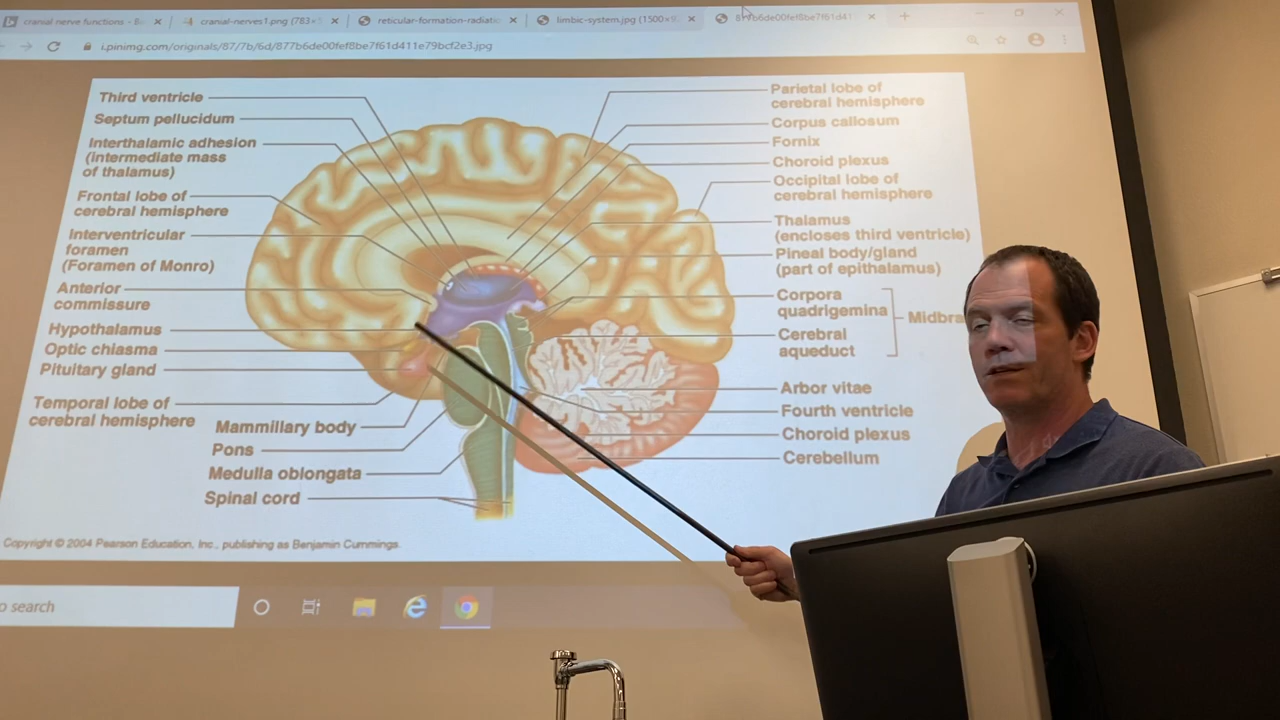 cranial nerve functions - B
cranial-nerves1.png (783×
reticular-formation-radiati
limbic-system.jpg (1500×9
877b6de00fef8be7f61d411
i.pinimg.com/originals/87/7b/6d/877b6de00fef8be7f61d411e79bcf2e3.jpg
Third ventricle
Septum pellucidum
Interthalamic adhesion
(intermediate mass
of thalamus)
Frontal lobe of
cerebral hemisphere
Interventricular
foramen
(Foramen of Monro)
Anterior
commissure
Hypothalamus
Optic chiasma
Pituitary gland
Temporal lobe of
cerebral hemisphere
Mammillary body
Pons
Medulla oblongata
Spinal cord
Parietal lobe of
cerebral hemisphere
Corpus callosum
Fornix
Choroid plexus
Occipital lobe of
cerebral hemisphere
Thalamus
(encloses third ventricle)
Pineal body/gland
(part of epithalamus)
Corpora
quadrigemina
Midbra
Cerebral
aqueduct
Arbor vitae
Fourth ventricle
Choroid plexus
Cerebellum
Copyright © 2004 Pearson Education, Inc., publishing as Benjamin Cummings.
o search